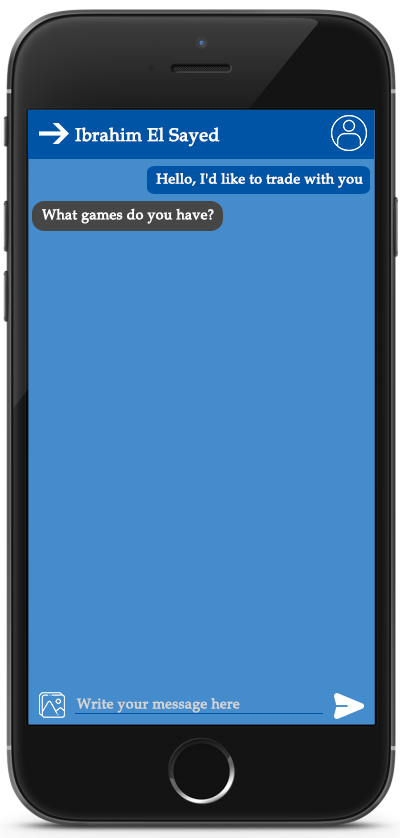 Ibrahim El Sayed
Hello, I'd like to trade with you
What games do you have?
Write your message here